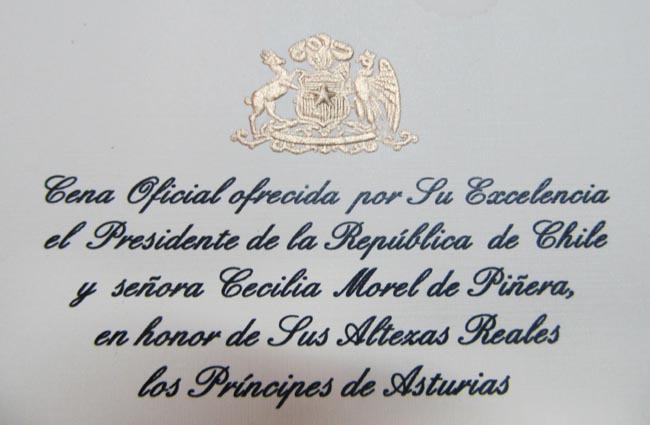 Cena Oficial ofrecida por Su Excelencia
el Presidente de la República de Chile
y señora Cecilia Morel de Piñera,
en honor de Sus Altezas Reales
los Príncipes de Asturias